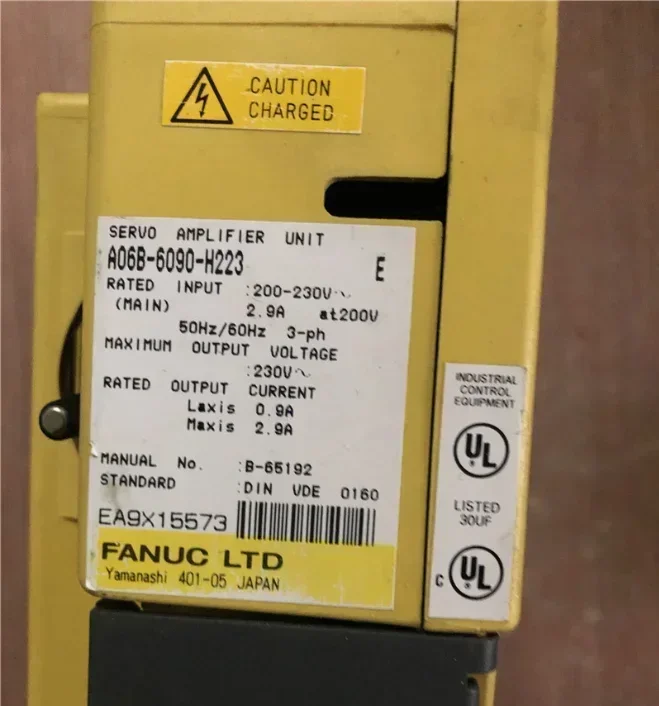 CAUTION
CHARGED
SERVO AMPLIFIER UNIT
A06B-6090-H223 E
RATED INPUT :200-230V~
(MAIN) 2.9A at200V
50Hz/60Hz 3-ph
MAXIMUM OUTPUT VOLTAGE
:230V~
RATED OUTPUT CURRENT
Laxis 0.9A
Maxis 2.9A
MANUAL No. :B-65192
STANDARD :DIN VDE 0160
EA9X15573
FANUC LTD
Yamanashi 401-05 JAPAN
INDUSTRIAL
CONTROL
EQUIPMENT
UL
LISTED
30UF
C UL